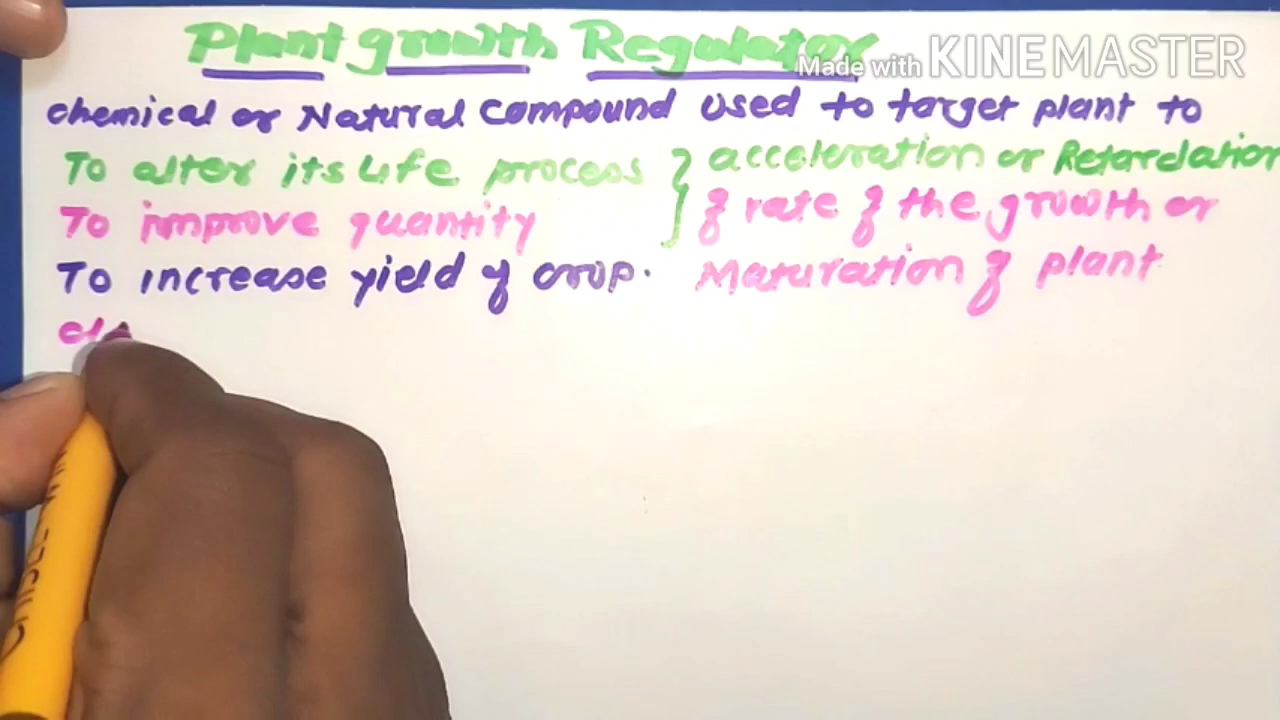 Plant growth Regulator
Made with KINEMASTER
chemical or Natural compound used to target plant to
To alter its Life process } acceleration or Retardation
To improve quantity of rate of the growth or
To increase yield of crop. Maturation of plant